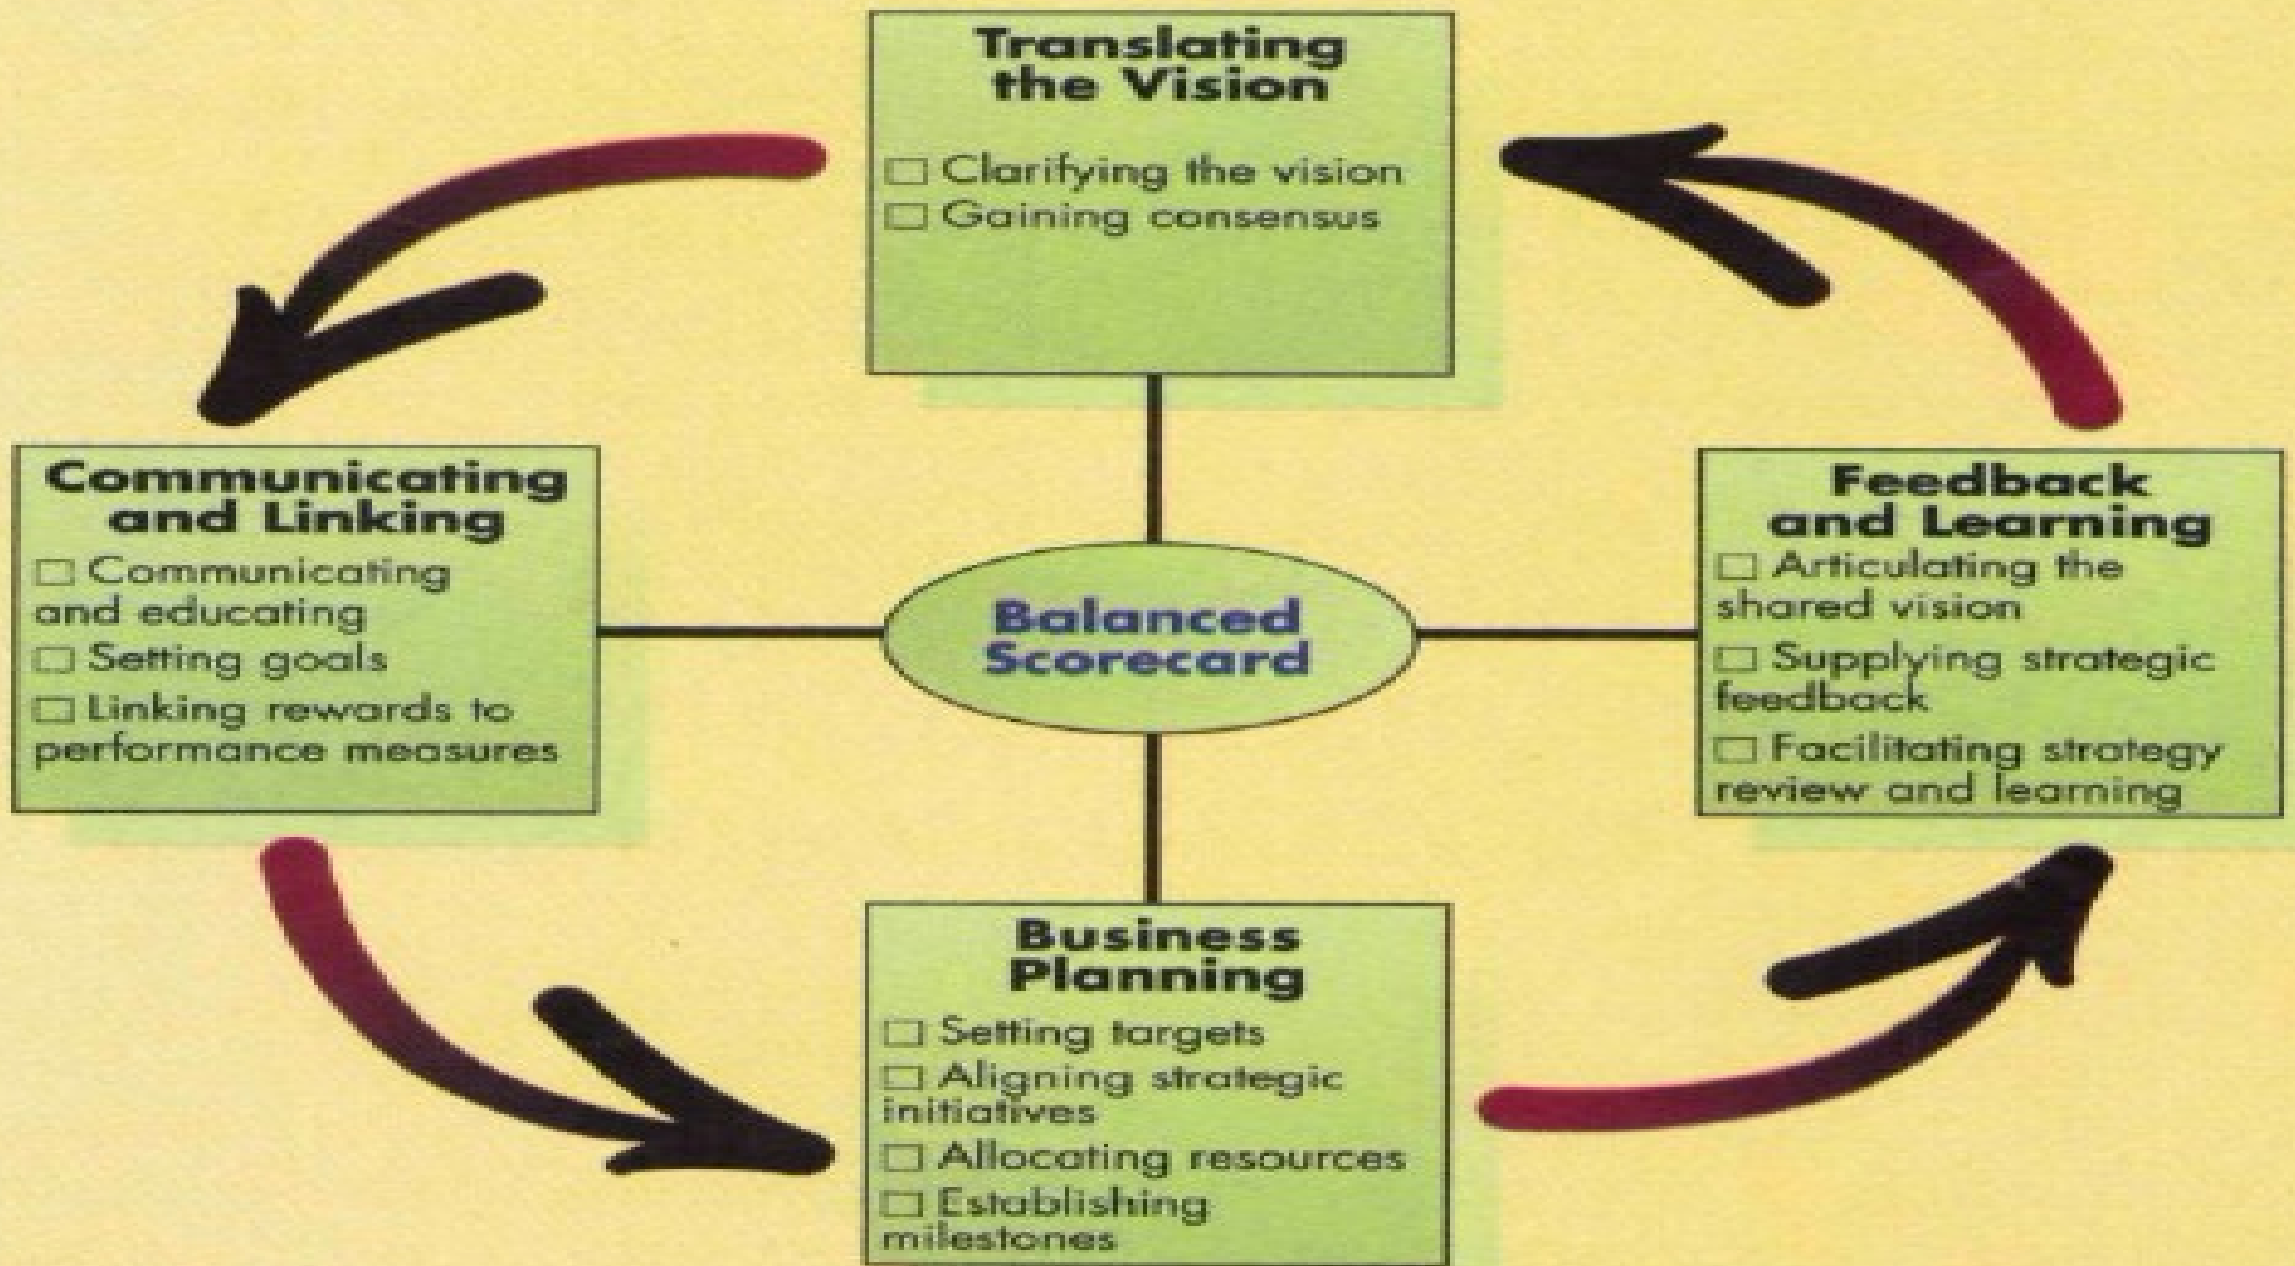 Translating
the Vision
□ Clarifying the vision
□ Gaining consensus
Communicating
and Linking
□ Communicating
and educating
□ Setting goals
□ Linking rewards to
performance measures
Balanced
Scorecard
Feedback
and Learning
□ Articulating the
shared vision
□ Supplying strategic
feedback
□ Facilitating strategy
review and learning
Business
Planning
□ Setting targets
□ Aligning strategic
initiatives
□ Allocating resources
□ Establishing
milestones